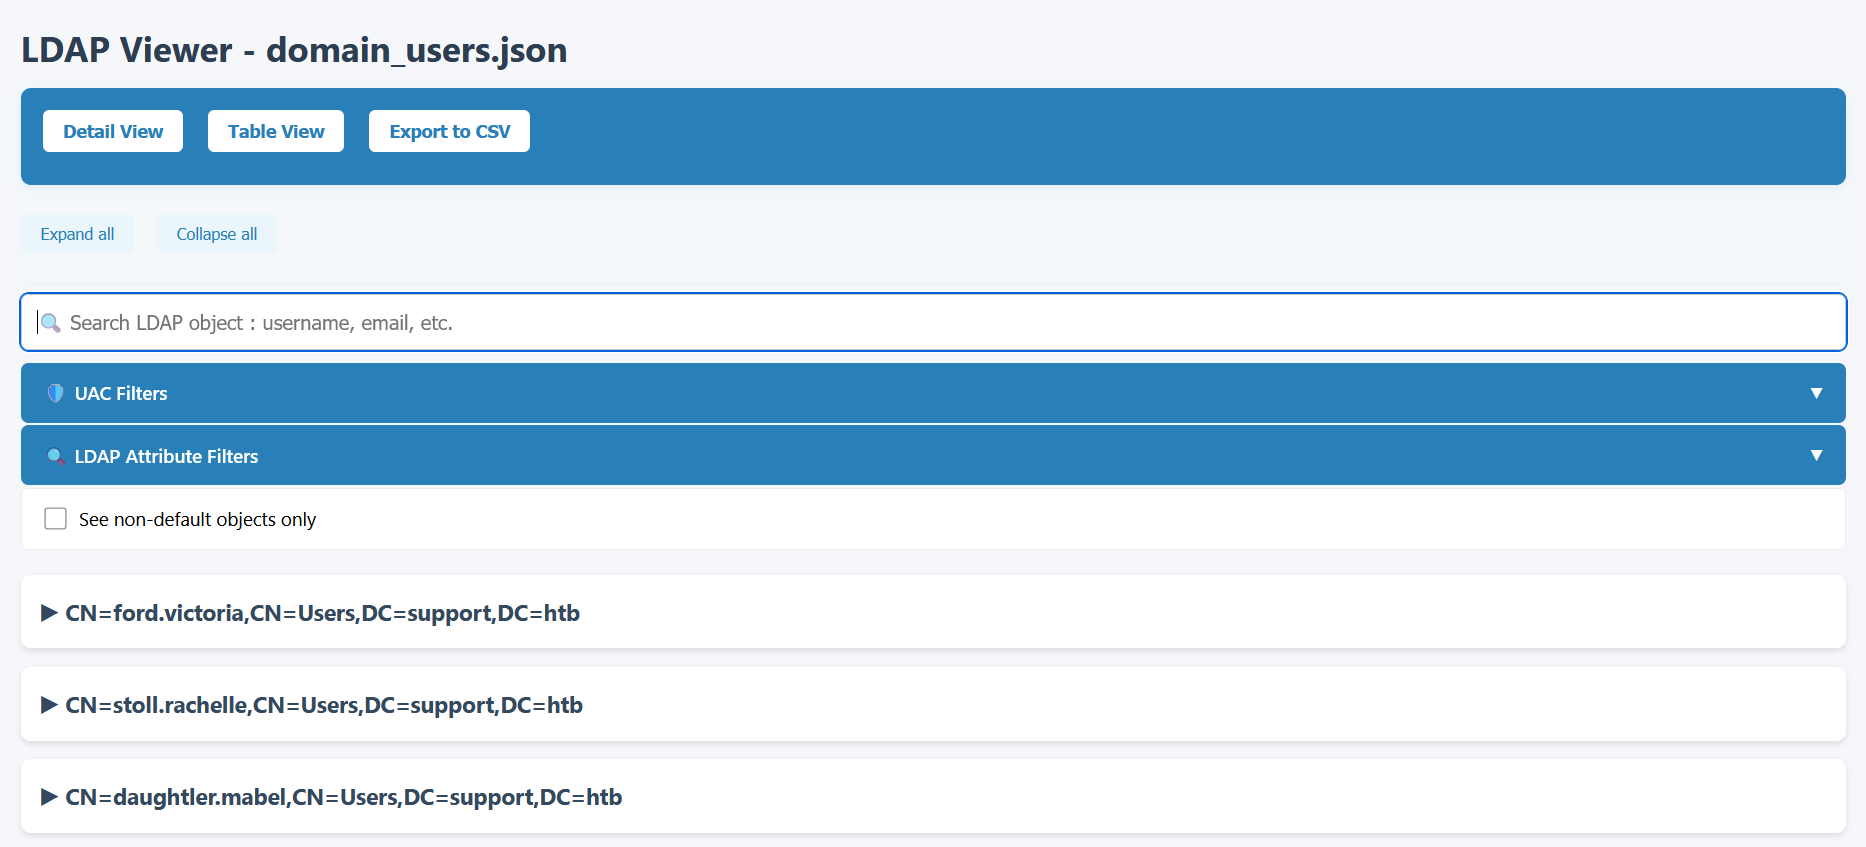 LDAP Viewer - domain_users.json
Detail View Table View Export to CSV
Expand all Collapse all
Search LDAP object : username, email, etc.
UAC Filters
LDAP Attribute Filters
See non-default objects only
CN=ford.victoria,CN=Users,DC=support,DC=htb
CN=stoll.rachelle,CN=Users,DC=support,DC=htb
CN=daughtler.mabel,CN=Users,DC=support,DC=htb